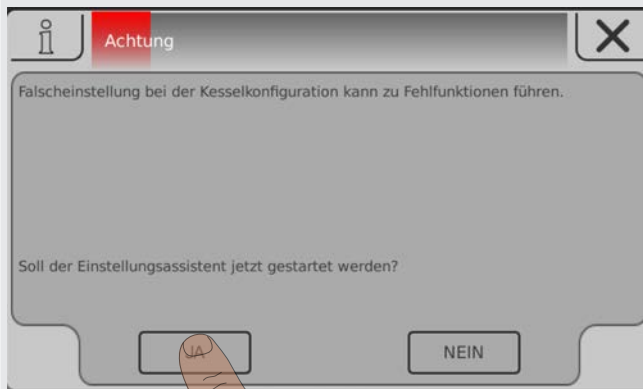 Achtung
Falscheinstellung bei der Kesselkonfiguration kann zu Fehlfunktionen führen.
Soll der Einstellungsassistent jetzt gestartet werden?
JA
NEIN